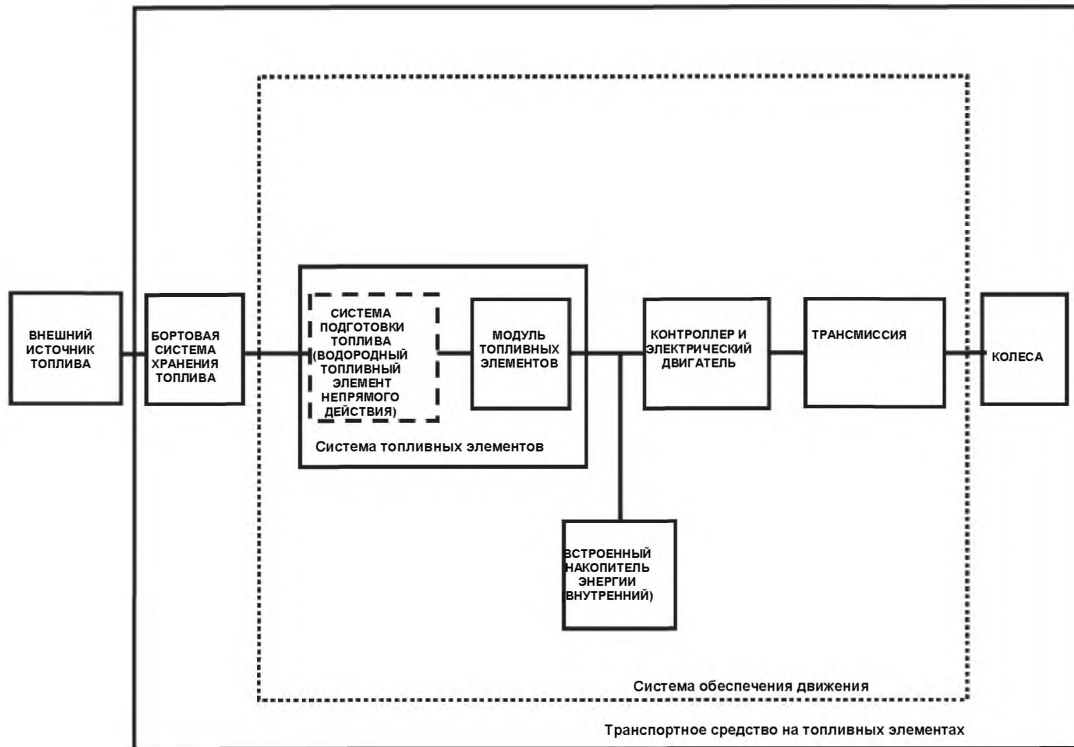 ВНЕШНИЙ
ИСТОЧНИК
ТОПЛИВА
БОРТОВАЯ
СИСТЕМА
ХРАНЕНИЯ
ТОПЛИВА
СИСТЕМА
ПОДГОТОВКИ
ТОПЛИВА
(ВОДОРОДНЫЙ
ТОПЛИВНЫЙ
ЭЛЕМЕНТ
НЕПРЯМОГО
ДЕЙСТВИЯ)
МОДУЛЬ
ТОПЛИВНЫХ
ЭЛЕМЕНТОВ
Система топливных элементов
КОНТРОЛЛЕР И
ЭЛЕКТРИЧЕСКИЙ
ДВИГАТЕЛЬ
ТРАНСМИССИЯ
КОЛЕСА
ВСТРОЕННЫЙ
НАКОПИТЕЛЬ
ЭНЕРГИИ
(ВНУТРЕННИЙ)
Система обеспечения движения
Транспортное средство на топливных элементах